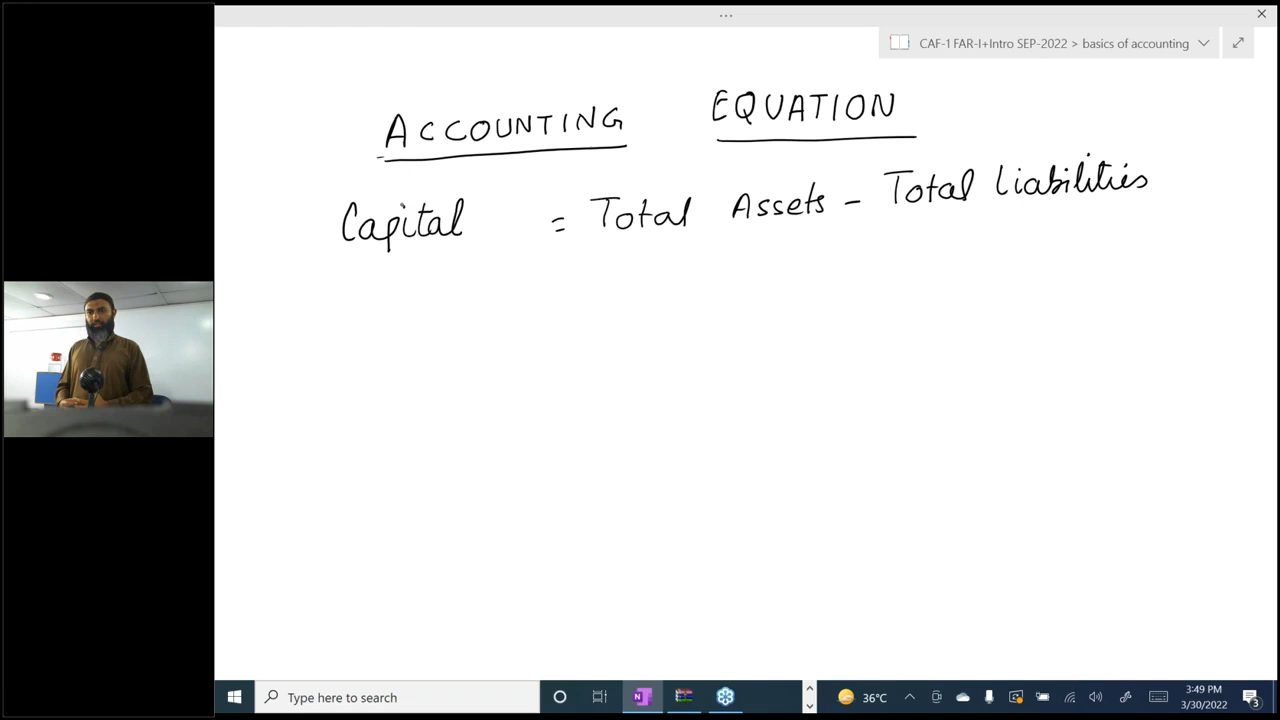 CAF-1 FAR-I+Intro SEP-2022 > basics of accounting
ACCOUNTING EQUATION
Capital = Total Assets - Total Liabilities
Type here to search
36°C
3:49 PM
3/30/2022
3